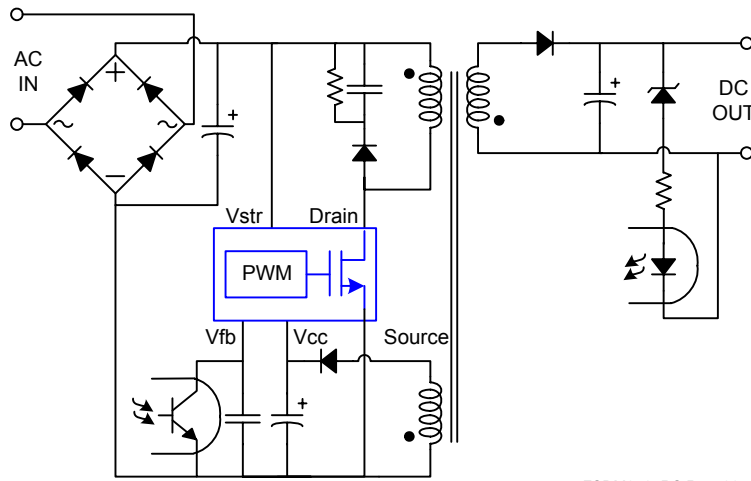 AC
IN
+
~
~
−
+
+
DC
OUT
Vstr
Drain
PWM
Vfb
Vcc
Source
+